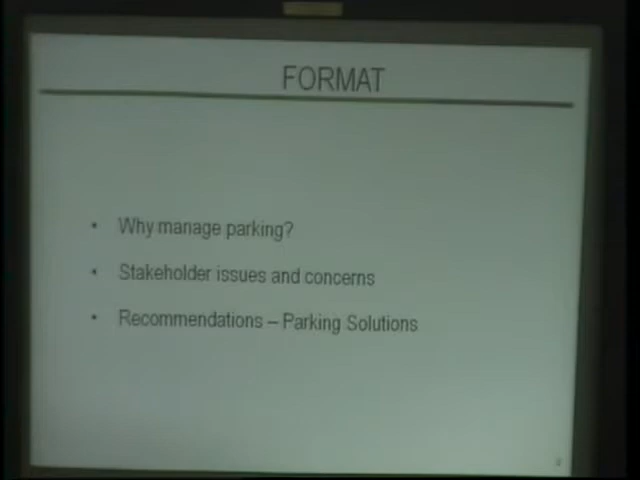 FORMAT
• Why manage parking?
• Stakeholder issues and concerns
• Recommendations – Parking Solutions